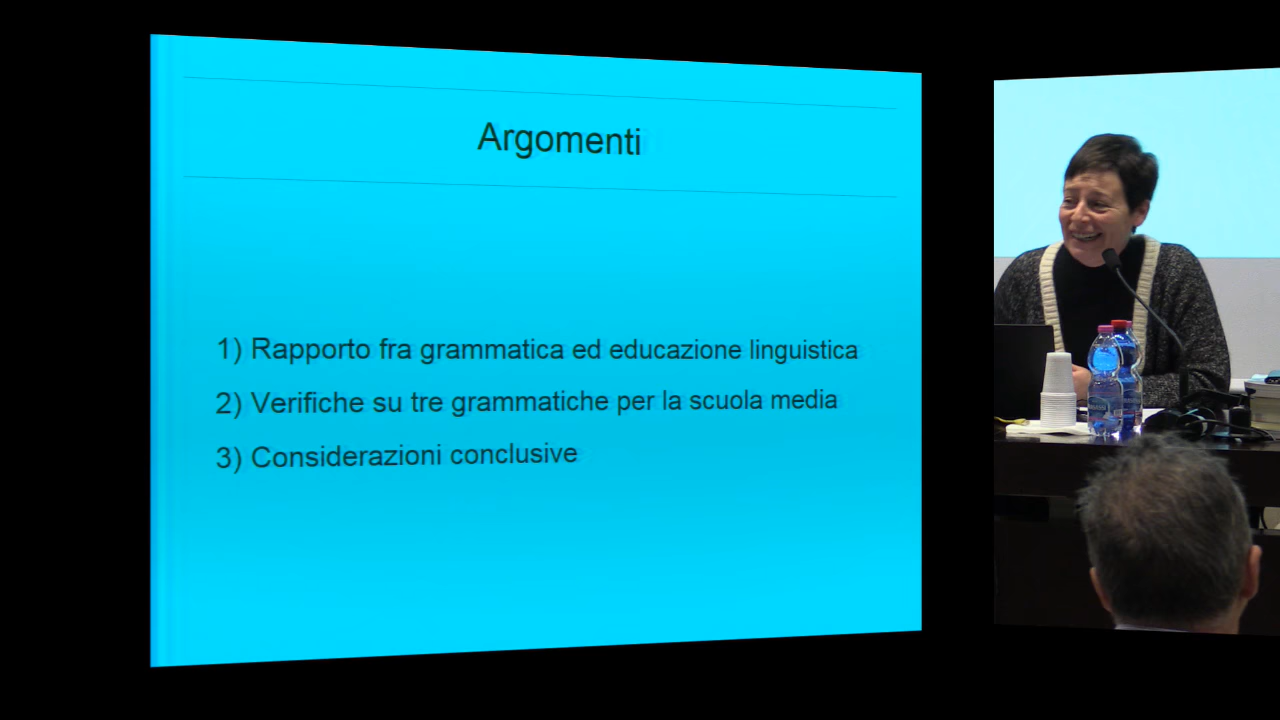 Argomenti
1) Rapporto fra grammatica ed educazione linguistica
2) Verifiche su tre grammatiche per la scuola media
3) Considerazioni conclusive